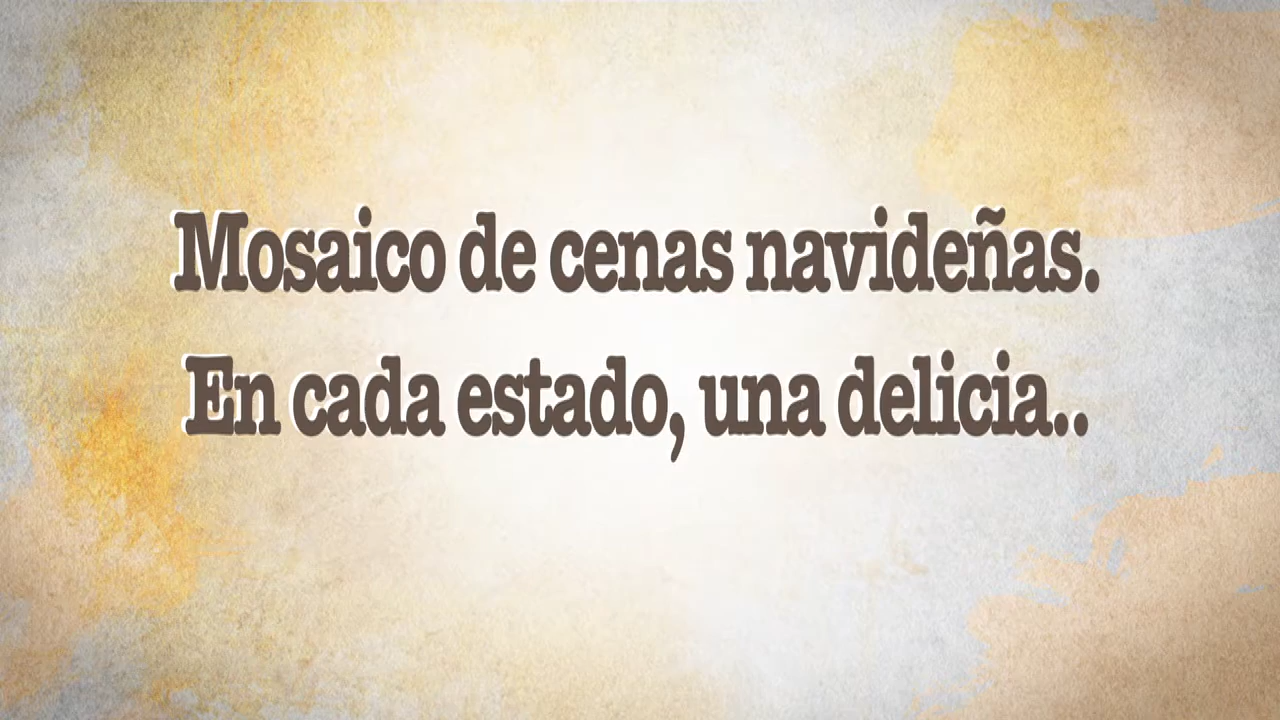 Mosaico de cenas navideñas.
En cada estado, una delicia..